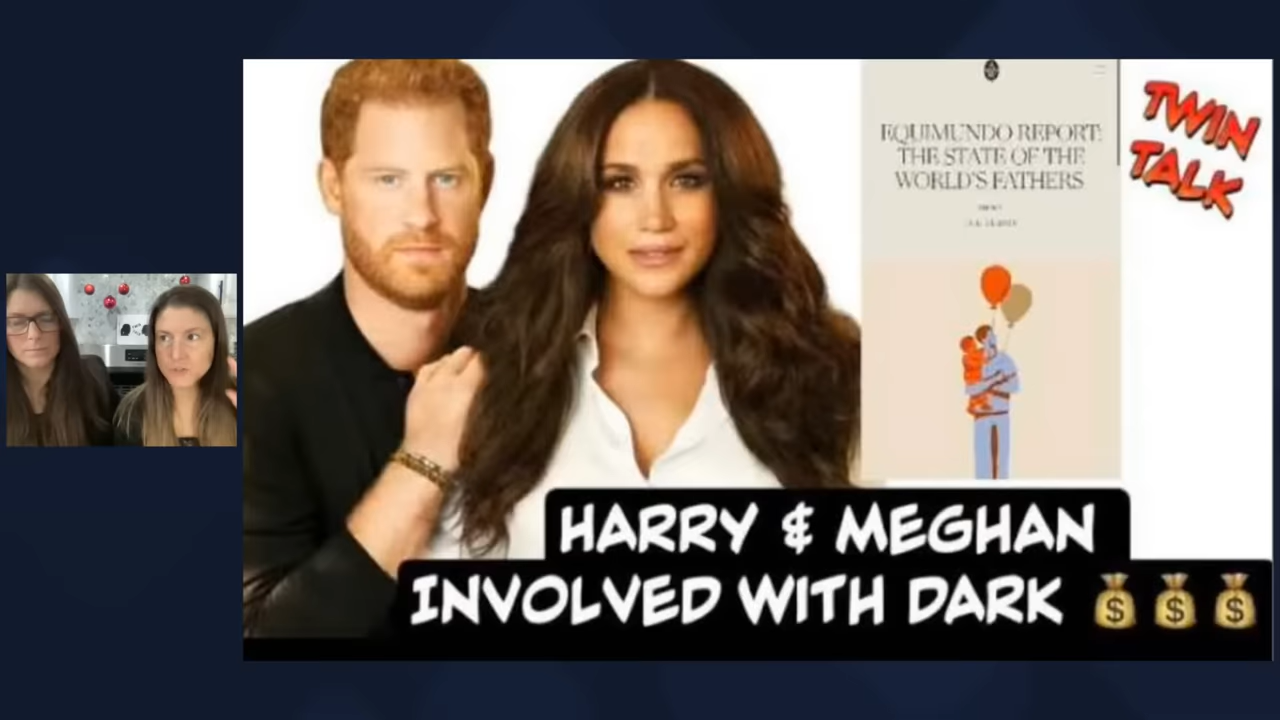 TWIN
TALK
EQUIMUNDO REPORT:
THE STATE OF THE
WORLD'S FATHERS
HARRY & MEGHAN
INVOLVED WITH DARK